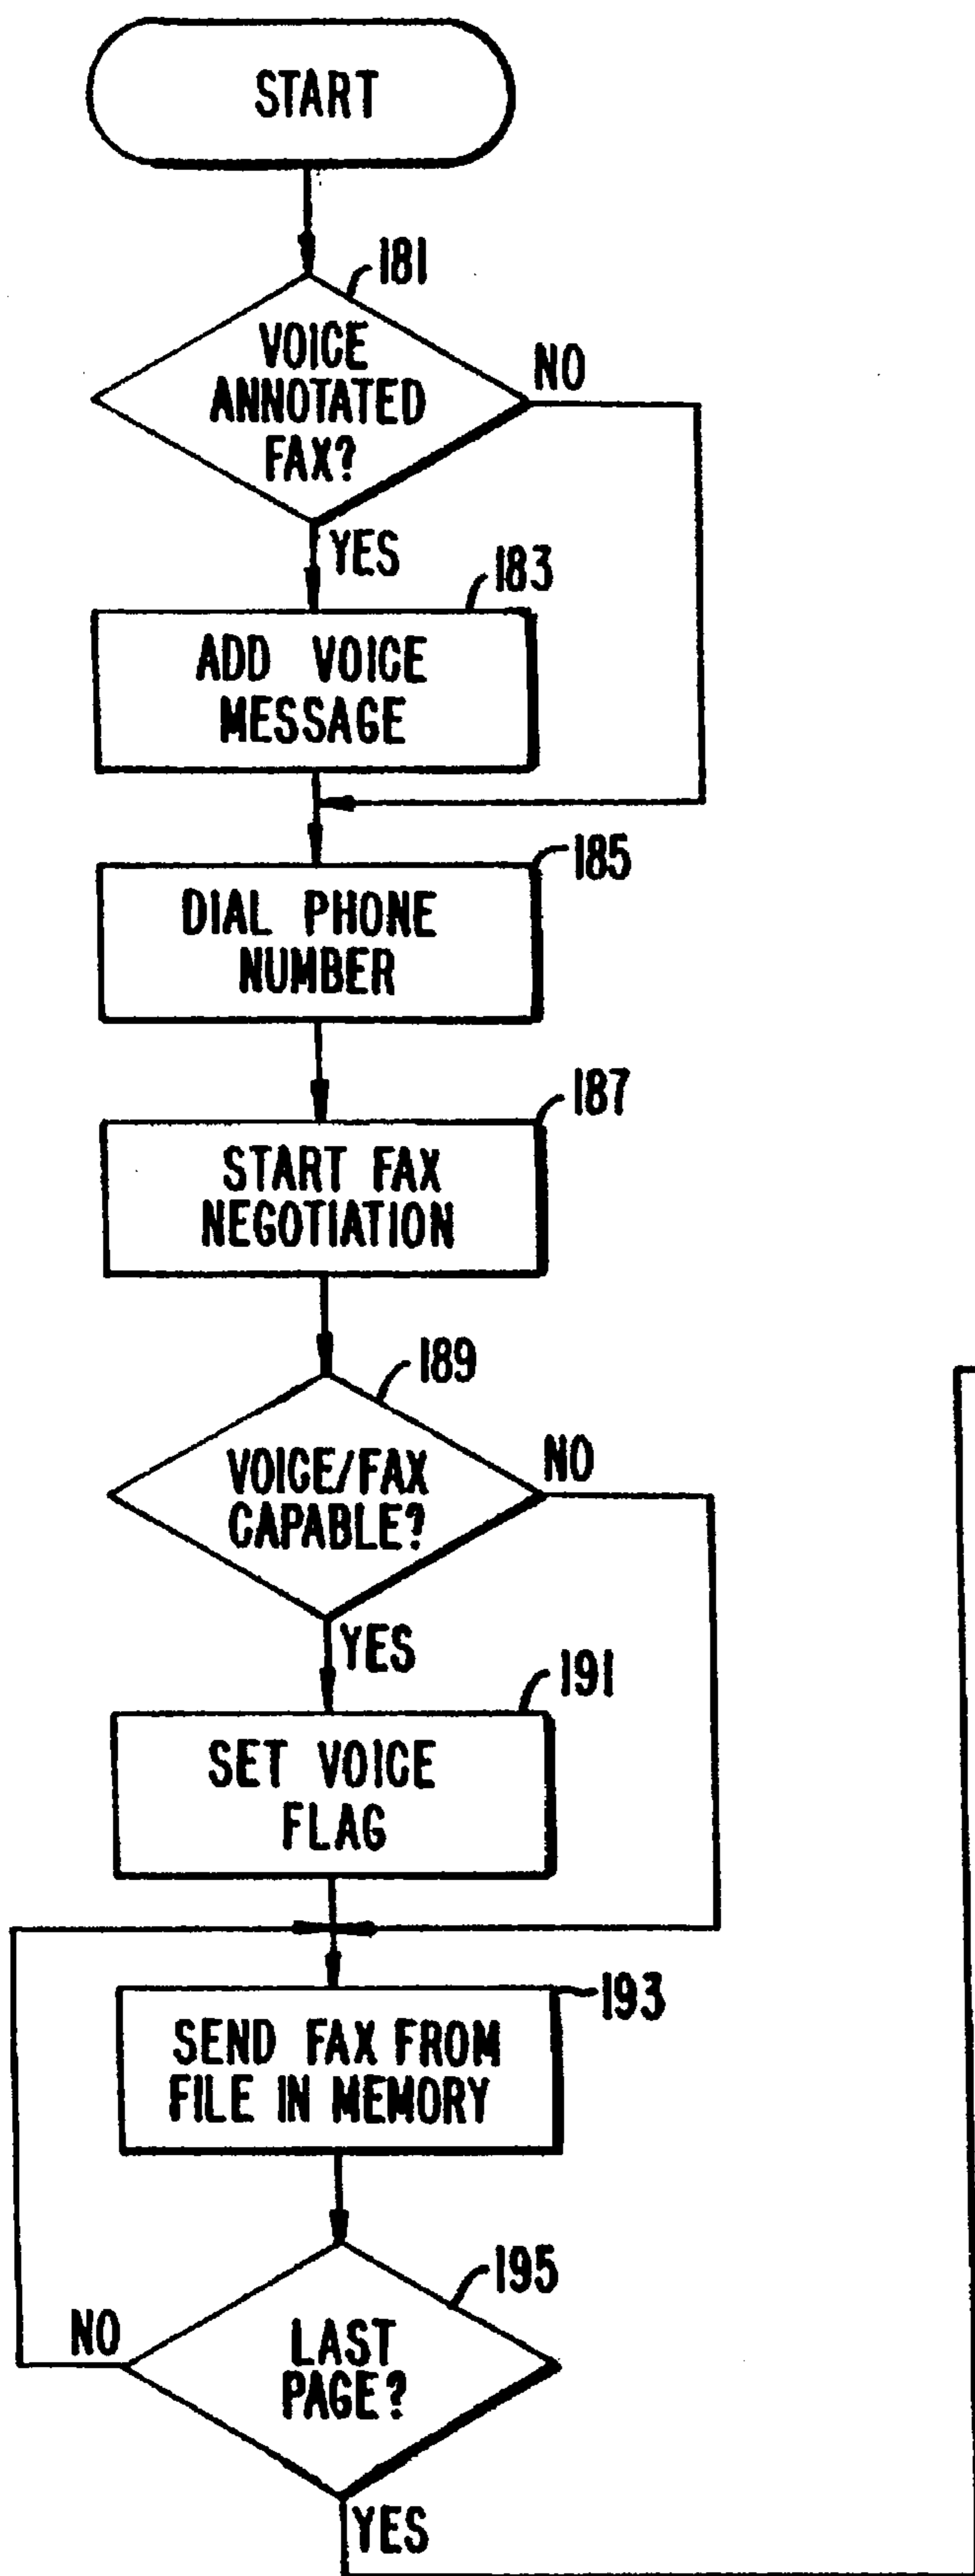 START
181
VOICE
ANNOTATED
FAX?
NO
YES
183
ADD VOICE
MESSAGE
185
DIAL PHONE
NUMBER
187
START FAX
NEGOTIATION
189
VOICE/FAX
CAPABLE?
NO
YES
191
SET VOICE
FLAG
193
SEND FAX FROM
FILE IN MEMORY
195
LAST
PAGE?
NO
YES